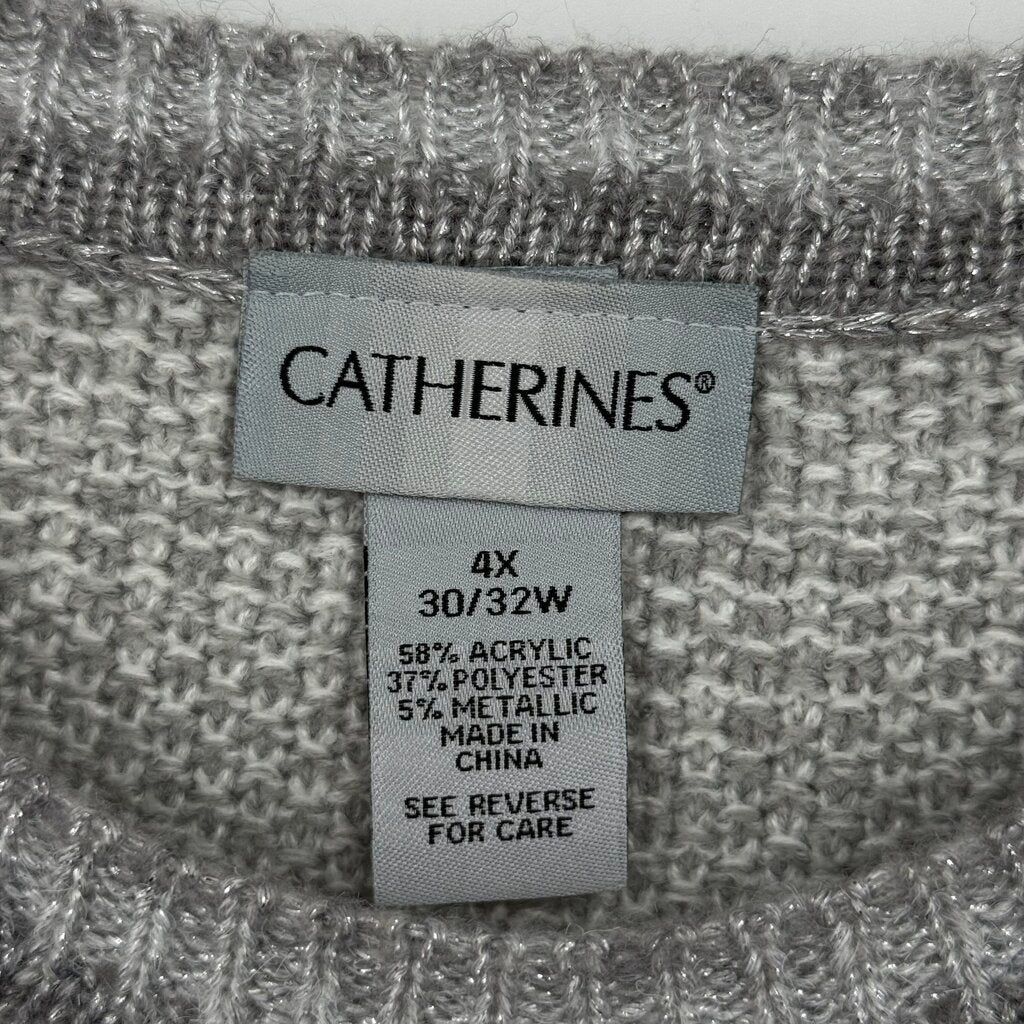 CATHERINES®
4X
30/32W
58% ACRYLIC
37% POLYESTER
5% METALLIC
MADE IN
CHINA
SEE REVERSE
FOR CARE